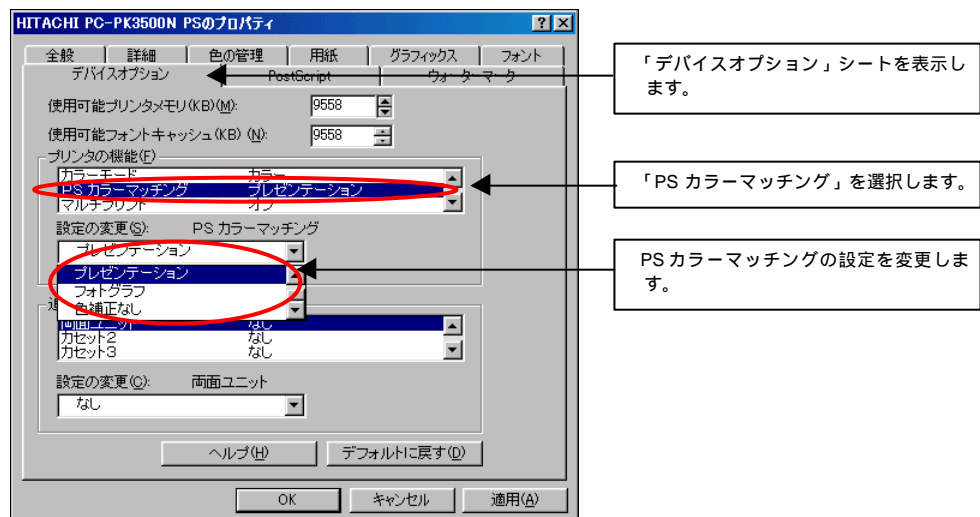 HITACHI PC-PK3500N PSのプロパティ
全般 詳細 色の管理 用紙 グラフィックス フォント
デバイスオプション PostScript ウォーターマーク
使用可能プリンタメモリ(KB)(M): 9558
使用可能フォントキャッシュ(KB) (N): 9558
プリンタの機能(F)
カラーモード カラー
PS カラーマッチング プレゼンテーション
マルチプリント オフ
設定の変更(S): PS カラーマッチング
プレゼンテーション
プレゼンテーション
フォトグラフ
色補正なし
両面ユニット なし
カセット2 なし
カセット3 なし
設定の変更(C): 両面ユニット
なし
ヘルプ(H) デフォルトに戻す(D)
OK キャンセル 適用(A)
「デバイスオプション」シートを表示し
ます。
「PS カラーマッチング」を選択します。
PS カラーマッチングの設定を変更しま
す。